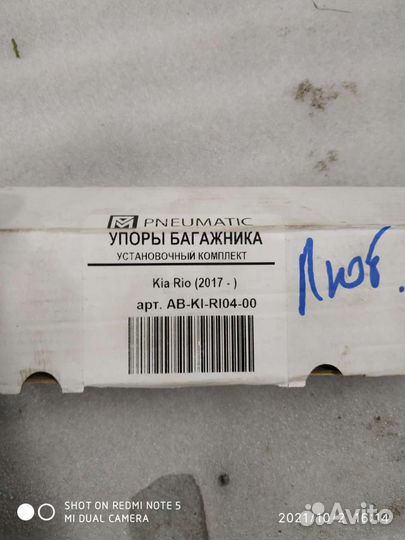 PNEUMATIC
УПОРЫ БАГАЖНИКА
УСТАНОВОЧНЫЙ КОМПЛЕКТ
Kia Rio (2017 - )
арт. AB-KI-RI04-00
SHOT ON REDMI NOTE 5
MI DUAL CAMERA
Avito